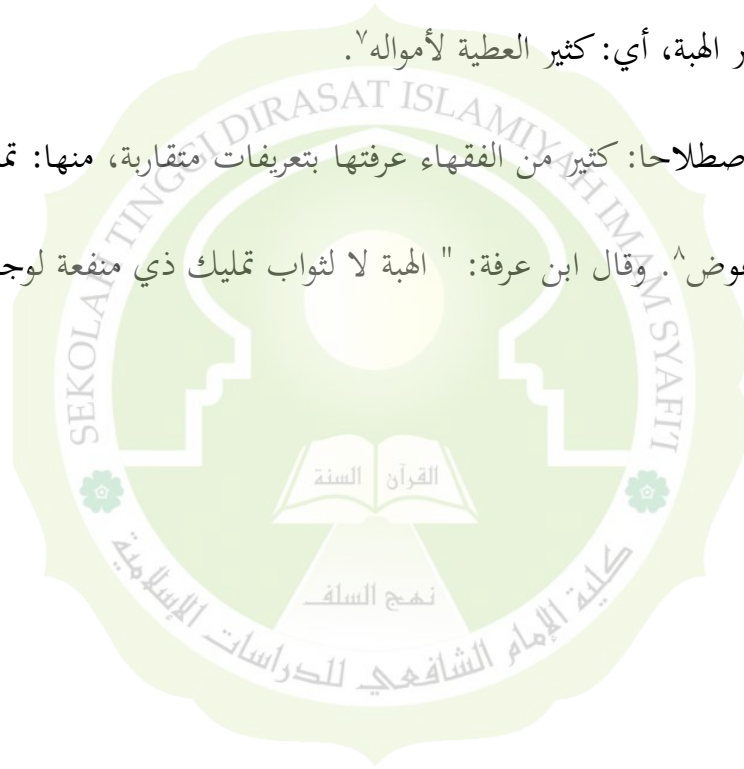 ر الهبة، أي: كثير العطية لأمواله٧.
صطلاحا: كثير من الفقهاء عرفتها بتعريفات متقاربة، منها: تم
عوض٨. وقال ابن عرفة: " الهبة لا لثواب تمليك ذي منفعة لوج
SEKOLAH TINGGI DIRASAT ISLAMIYAH IMAM SYAFI'I
القرآن السنة
نهج السلف
كلية الإمام الشافعي للدراسات الإسلامية